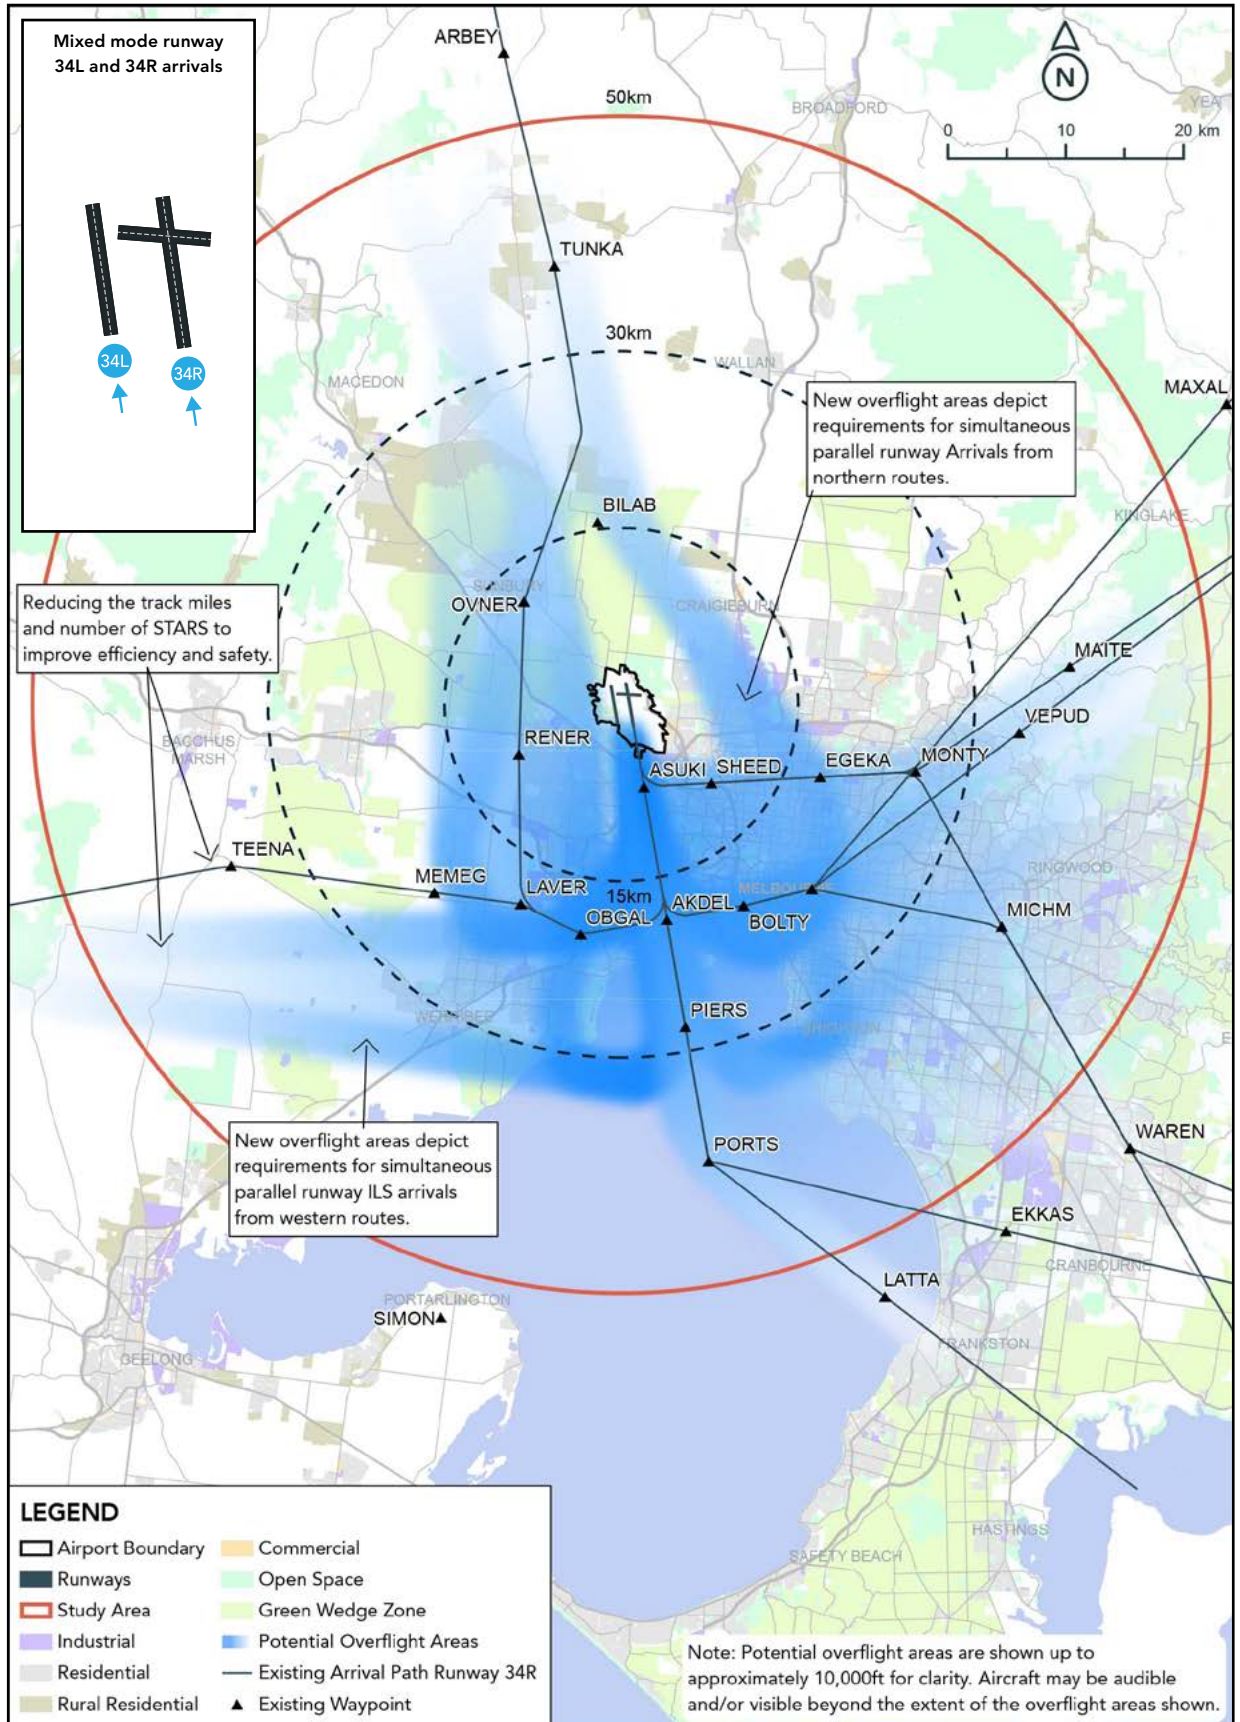 Mixed mode runway
34L and 34R arrivals
34L
34R
N
0 10 20 km
ARBEY
50km
BROADFORD
YEA
TUNKA
30km
WALLAN
MACEDON
MAXAL
New overflight areas depict
requirements for simultaneous
parallel runway Arrivals from
northern routes.
BILAB
KINGLAKE
SUNBURY
OVNER
CRAIGIEBURN
Reducing the track miles
and number of STARS to
improve efficiency and safety.
MAITE
VEPUD
BACCHUS
MARSH
RENER
ASUKI
SHEED
EGEKA
MONTY
TEENA
MEMEG
LAVER
15km
OBGAL
AKDEL
MELBOURNE
BOLTY
RINGWOOD
MICHM
WERRIBEE
PIERS
BRIGHTON
New overflight areas depict
requirements for simultaneous
parallel runway ILS arrivals
from western routes.
PORTS
WAREN
EKKAS
CRANBOURNE
LATTA
PORTARLINGTON
SIMON
FRANKSTON
GEELONG
HASTINGS
SAFETY BEACH
LEGEND
Airport Boundary
Runways
Study Area
Industrial
Residential
Rural Residential
Commercial
Open Space
Green Wedge Zone
Potential Overflight Areas
Existing Arrival Path Runway 34R
Existing Waypoint
Note: Potential overflight areas are shown up to
approximately 10,000ft for clarity. Aircraft may be audible
and/or visible beyond the extent of the overflight areas shown.